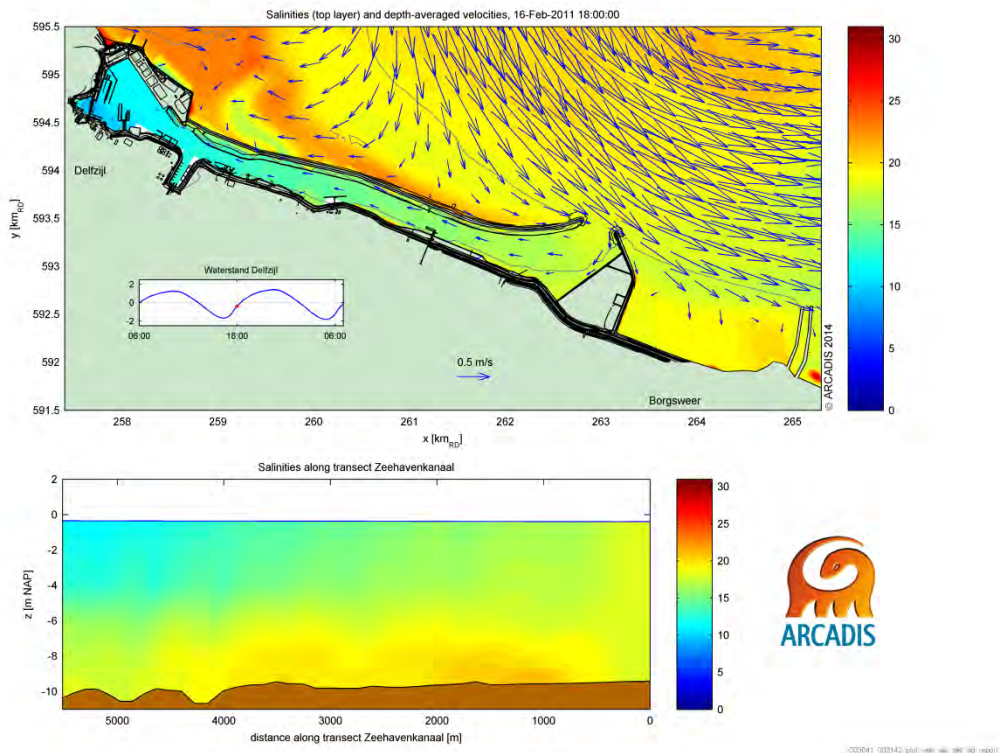 Salinities (top layer) and depth-averaged velocities, 16-Feb-2011 18:00:00
595.5
595
594.5
594
593.5
593
592.5
592
591.5
y [km_RD]
Delfzijl
Waterstand Delfzijl
2
0
-2
06:00 18:00 06:00
0.5 m/s
Borgsweer
© ARCADIS 2014
258 259 260 261 262 263 264 265
x [km_RD]
30
25
20
15
10
5
0
Salinities along transect Zeehavenkanaal
2
0
-2
-4
-6
-8
-10
z [m NAP]
5000 4000 3000 2000 1000 0
distance along transect Zeehavenkanaal [m]
30
25
20
15
10
5
0
ARCADIS